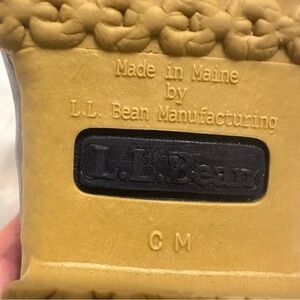 Made in Maine
by
L.L. Bean Manufacturing
L.L.Bean
C M